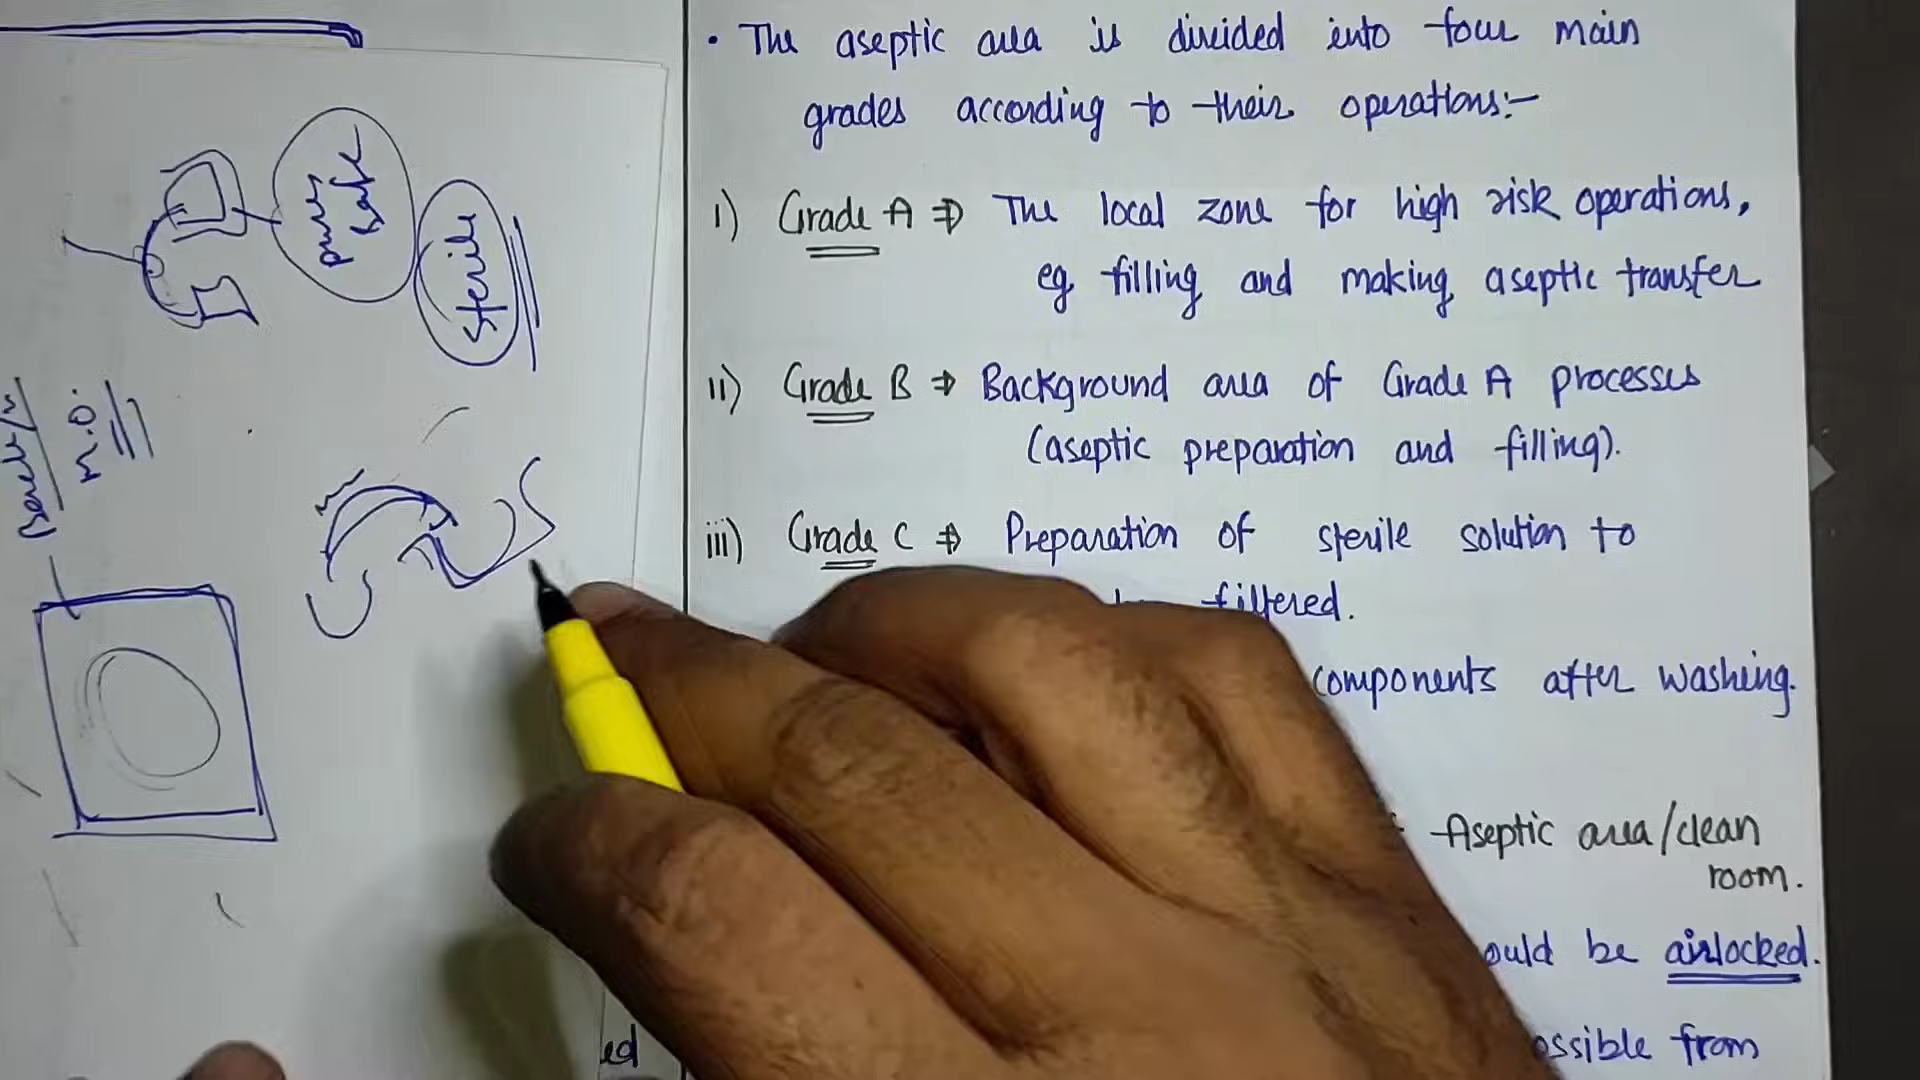 • The aseptic area is divided into four main
grades according to their operations:-
i) Grade A ⇒ The local zone for high risk operations,
eg filling and making aseptic transfer
ii) Grade B ⇒ Background area of Grade A processes
(aseptic preparation and filling).
iii) Grade C ⇒ Preparation of sterile solution to
filtered.
components after washing.
Aseptic area/clean
room.
ould be airlocked.
ossible from
ed
pure
safe
sterile
m.o.